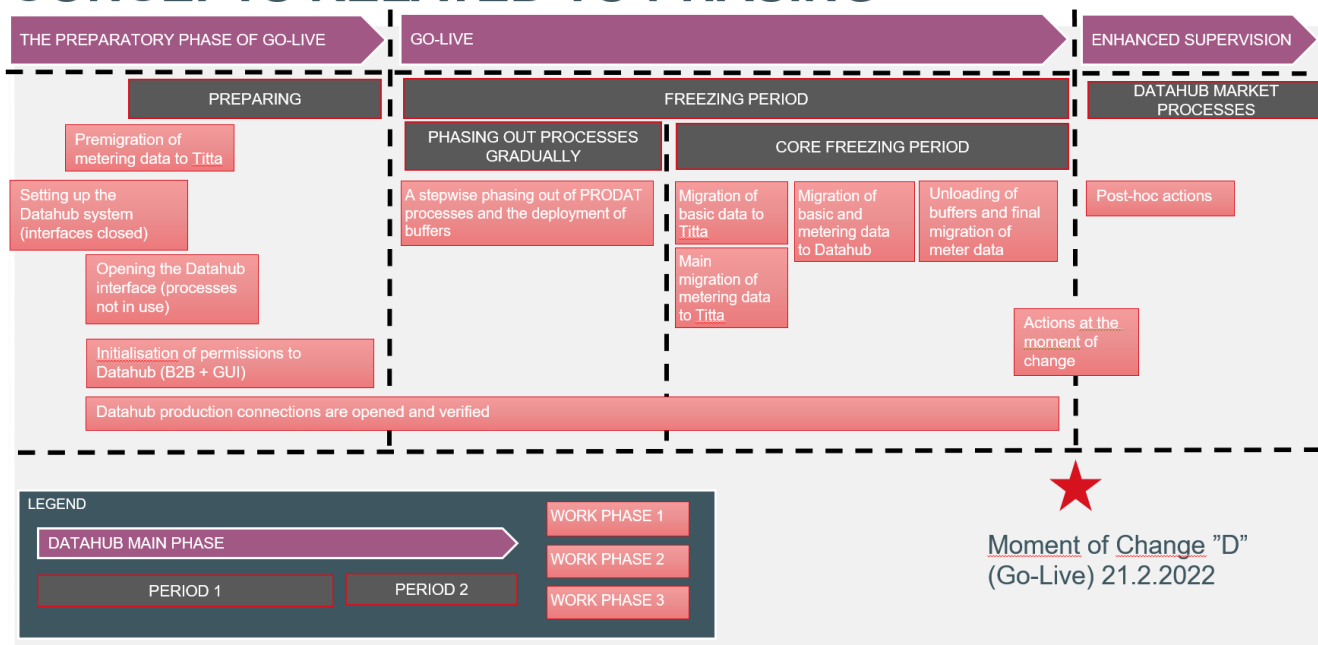 CONCEPTS RELATED TO PHASING
THE PREPARATORY PHASE OF GO-LIVE
GO-LIVE
ENHANCED SUPERVISION
PREPARING
FREEZING PERIOD
DATAHUB MARKET
PROCESSES
PHASING OUT PROCESSES
GRADUALLY
CORE FREEZING PERIOD
Premigration of
metering data to Titta
Setting up the
Datahub system
(interfaces closed)
A stepwise phasing out of PRODAT
processes and the deployment of
buffers
Migration of
basic data to
Titta
Migration of
basic and
metering data
to Datahub
Unloading of
buffers and final
migration of
meter data
Post-hoc actions
Main
migration of
metering data
to Titta
Opening the Datahub
interface (processes
not in use)
Actions at the
moment of
change
Initialisation of permissions to
Datahub (B2B + GUI)
Datahub production connections are opened and verified
LEGEND
DATAHUB MAIN PHASE
PERIOD 1
PERIOD 2
WORK PHASE 1
WORK PHASE 2
WORK PHASE 3
Moment of Change ”D”
(Go-Live) 21.2.2022